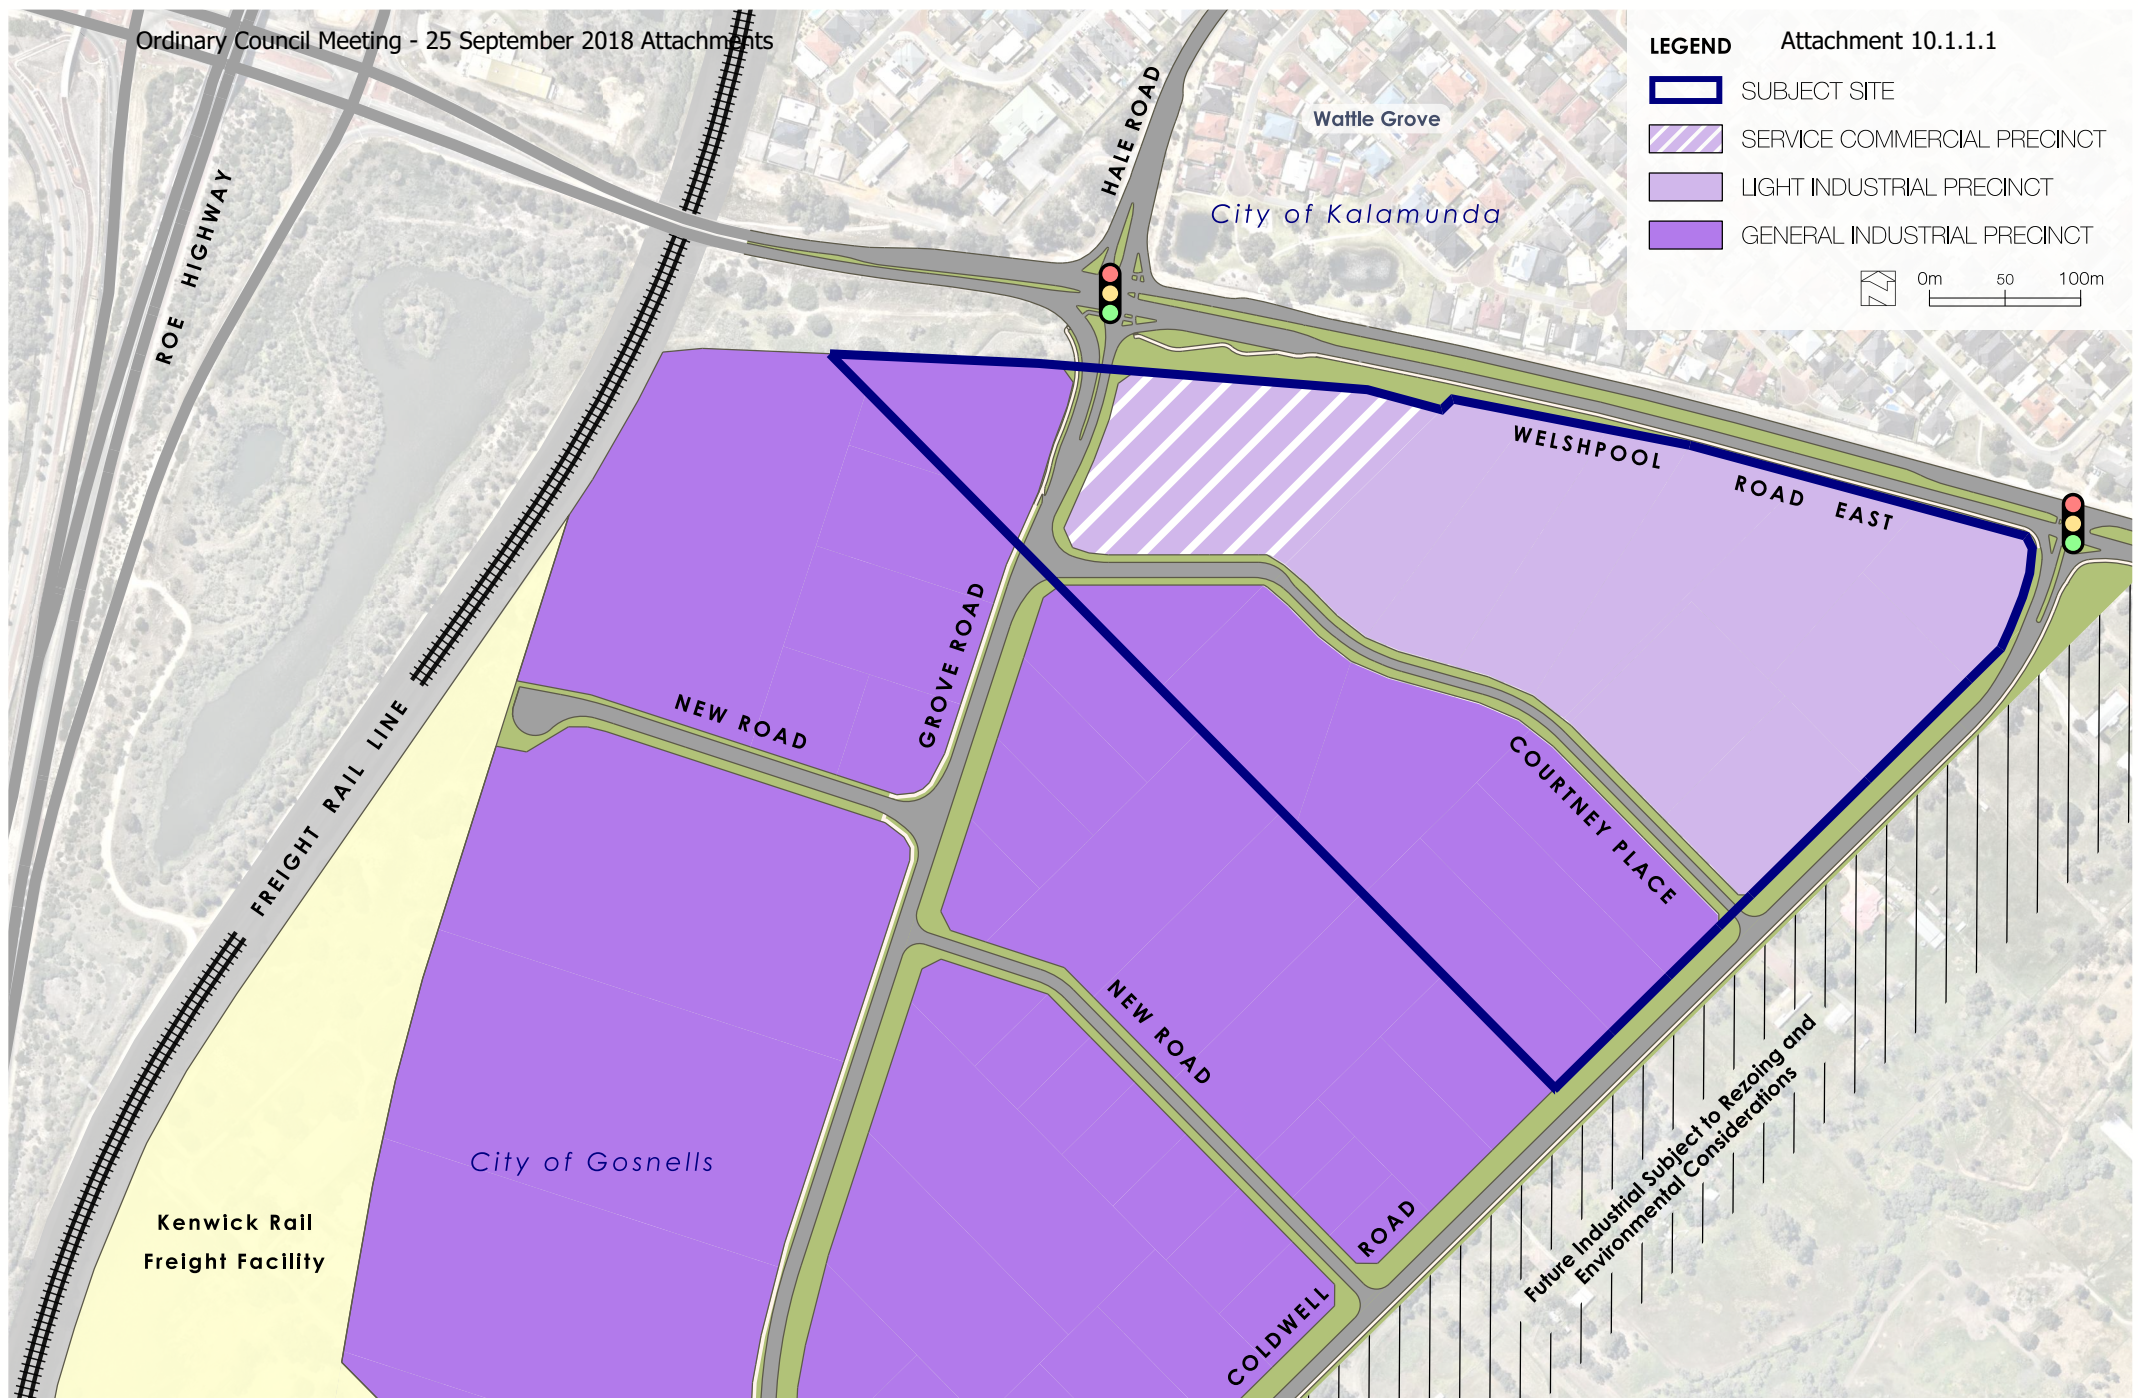 Ordinary Council Meeting - 25 September 2018 Attachments
Attachment 10.1.1.1
LEGEND
SUBJECT SITE
SERVICE COMMERCIAL PRECINCT
LIGHT INDUSTRIAL PRECINCT
GENERAL INDUSTRIAL PRECINCT
0m 50 100m
Wattle Grove
City of Kalamunda
HALE ROAD
ROE HIGHWAY
WELSHPOOL ROAD EAST
GROVE ROAD
NEW ROAD
FREIGHT RAIL LINE
COURTNEY PLACE
NEW ROAD
City of Gosnells
Kenwick Rail
Freight Facility
COLDWELL ROAD
Future Industrial Subject to Rezoing and
Environmental Considerations